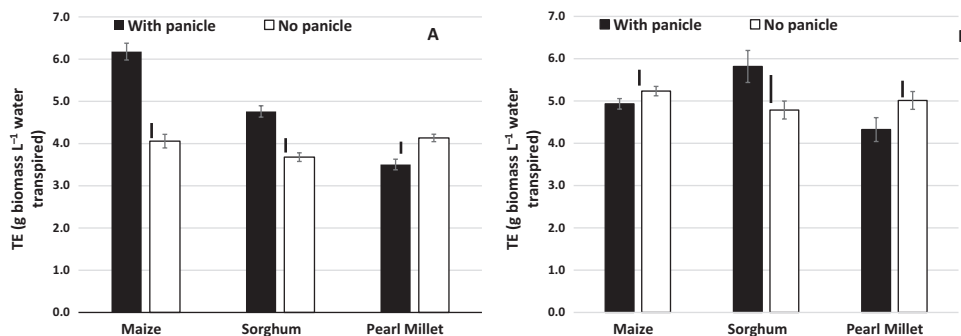 With panicle No panicle
A
7.0
6.0
5.0
4.0
3.0
2.0
1.0
0.0
TE (g biomass L⁻¹ water
transpired)
Maize Sorghum Pearl Millet
With panicle No panicle
7.0
6.0
5.0
4.0
3.0
2.0
1.0
0.0
TE (g biomass L⁻¹ water
transpired)
Maize Sorghum Pearl Millet